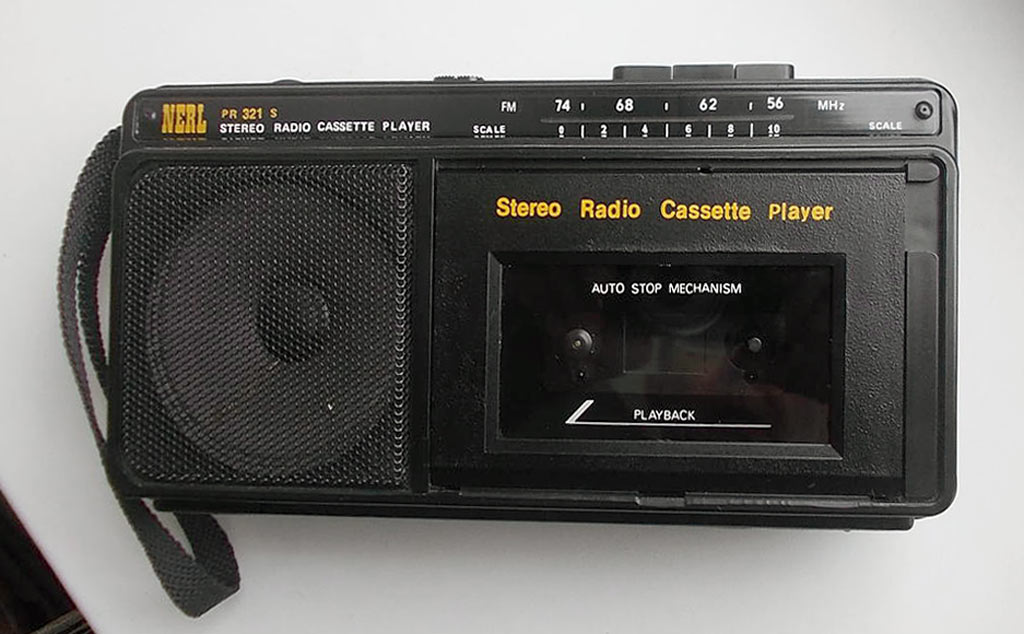 NERL PR 321 S
STEREO RADIO CASSETTE PLAYER
FM 74 68 62 56 MHz
SCALE 0 2 4 6 8 10 SCALE
Stereo Radio Cassette Player
AUTO STOP MECHANISM
PLAYBACK